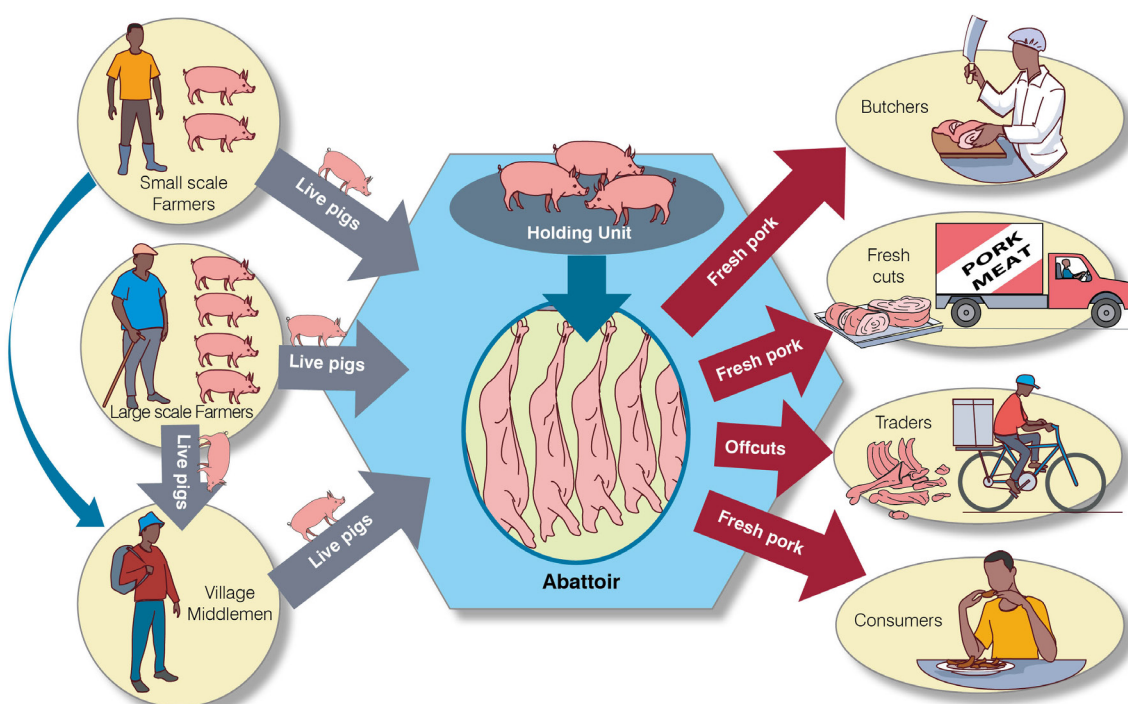 Small scale
Farmers
Live pigs
Large scale Farmers
Live pigs
Live pigs
Village
Middlemen
Live pigs
Holding Unit
Abattoir
Fresh pork
Butchers
Fresh pork
Fresh
cuts
PORK
MEAT
Offcuts
Traders
Fresh pork
Consumers